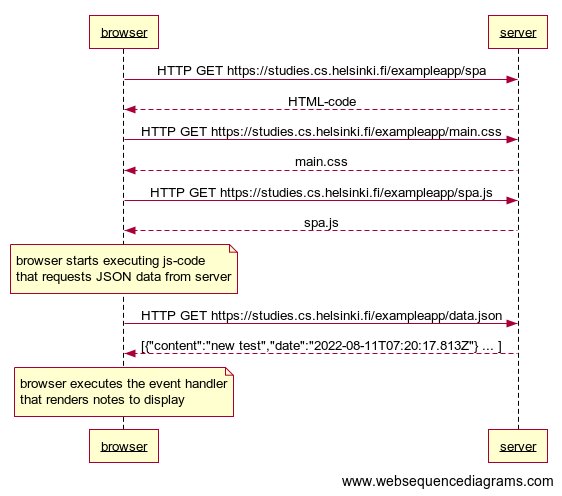 browser
server
HTTP GET https://studies.cs.helsinki.fi/exampleapp/spa
HTML-code
HTTP GET https://studies.cs.helsinki.fi/exampleapp/main.css
main.css
HTTP GET https://studies.cs.helsinki.fi/exampleapp/spa.js
spa.js
browser starts executing js-code
that requests JSON data from server
HTTP GET https://studies.cs.helsinki.fi/exampleapp/data.json
[{"content":"new test","date":"2022-08-11T07:20:17.813Z"} ... ]
browser executes the event handler
that renders notes to display
browser
server
www.websequencediagrams.com